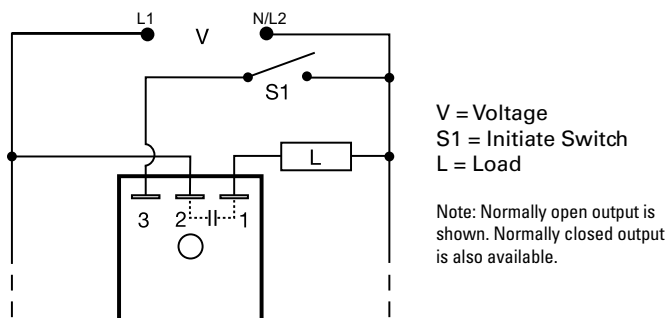 L1 V N/L2
S1
L
3 2 1
V = Voltage
S1 = Initiate Switch
L = Load
Note: Normally open output is
shown. Normally closed output
is also available.